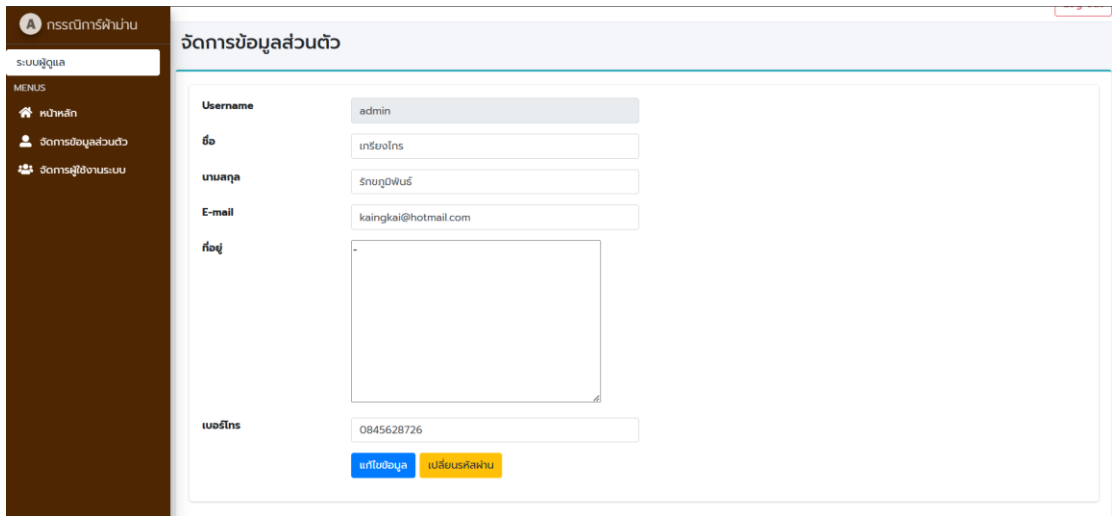 A กรรณิการ์ผ้าม่าน
จัดการข้อมูลส่วนตัว
ระบบผู้ดูแล
MENUS
หน้าหลัก
จัดการข้อมูลส่วนตัว
จัดการผู้ใช้งานระบบ
Username admin
ชื่อ เกรียงไกร
นามสกุล รักขภูมิพันธ์
E-mail kaingkai@hotmail.com
ที่อยู่ -
เบอร์โทร 0845628726
แก้ไขข้อมูล เปลี่ยนรหัสผ่าน